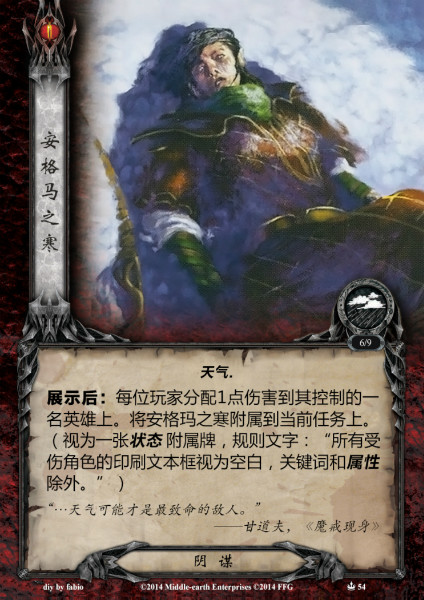 安格马之寒
6/9
天气.
展示后：每位玩家分配1点伤害到其控制的一
名英雄上。将安格玛之寒附属到当前任务上。
（视为一张状态 附属牌，规则文字：“所有受
伤角色的印刷文本框视为空白，关键词和属性
除外。”）
“…天气可能才是最致命的敌人。”
——甘道夫，《魔戒现身》
阴 谋
diy by fabio
©2014 Middle-earth Enterprises ©2014 FFG
54